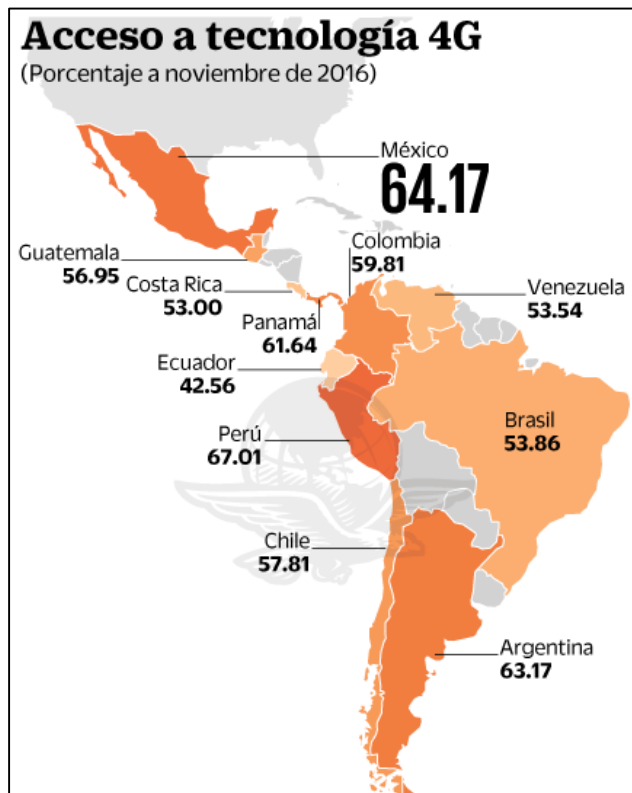 Acceso a tecnología 4G
(Porcentaje a noviembre de 2016)
México
64.17
Guatemala
56.95
Colombia
59.81
Costa Rica
53.00
Venezuela
53.54
Panamá
61.64
Ecuador
42.56
Brasil
53.86
Perú
67.01
Chile
57.81
Argentina
63.17